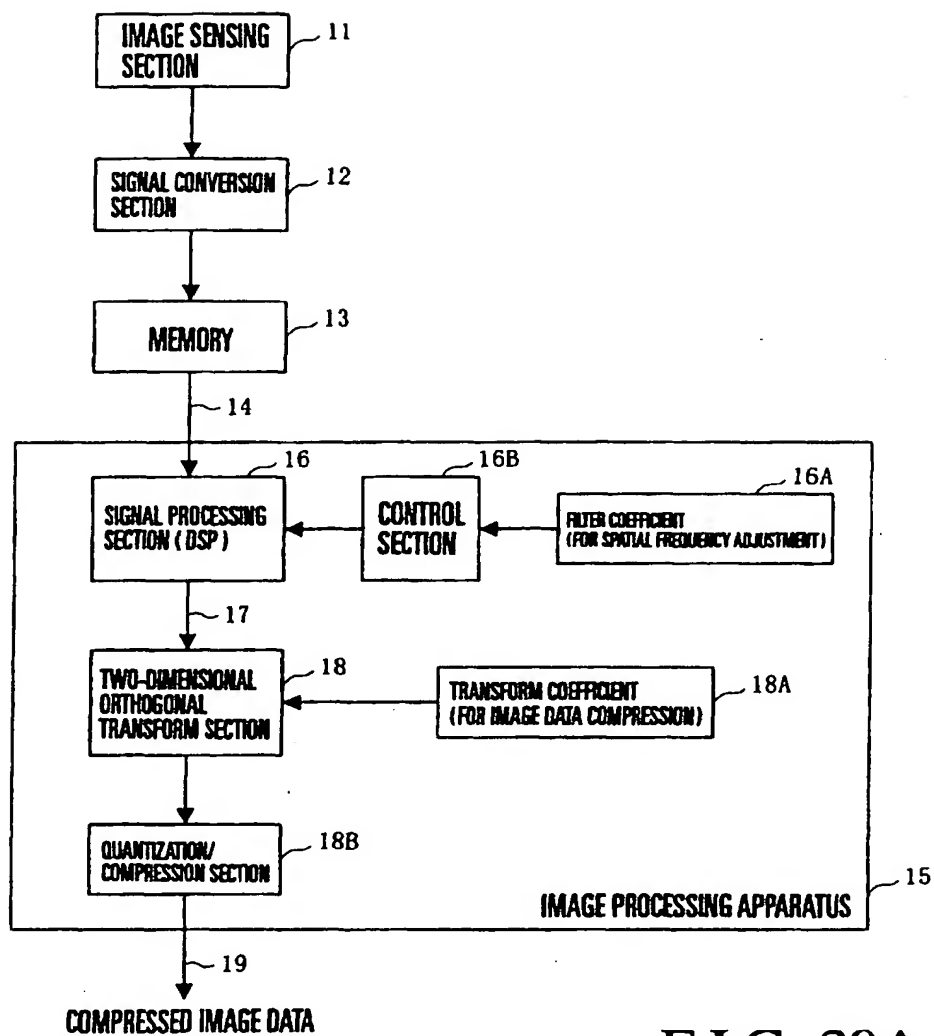 IMAGE SENSING
SECTION
11
SIGNAL CONVERSION
SECTION
12
MEMORY
13
14
16
16B
16A
SIGNAL PROCESSING
SECTION (DSP)
CONTROL
SECTION
FILTER COEFFICIENT
(FOR SPATIAL FREQUENCY ADJUSTMENT)
17
18
TWO-DIMENSIONAL
ORTHOGONAL
TRANSFORM SECTION
TRANSFORM COEFFICIENT
(FOR IMAGE DATA COMPRESSION)
18A
QUANTIZATION/
COMPRESSION SECTION
18B
15
IMAGE PROCESSING APPARATUS
19
COMPRESSED IMAGE DATA